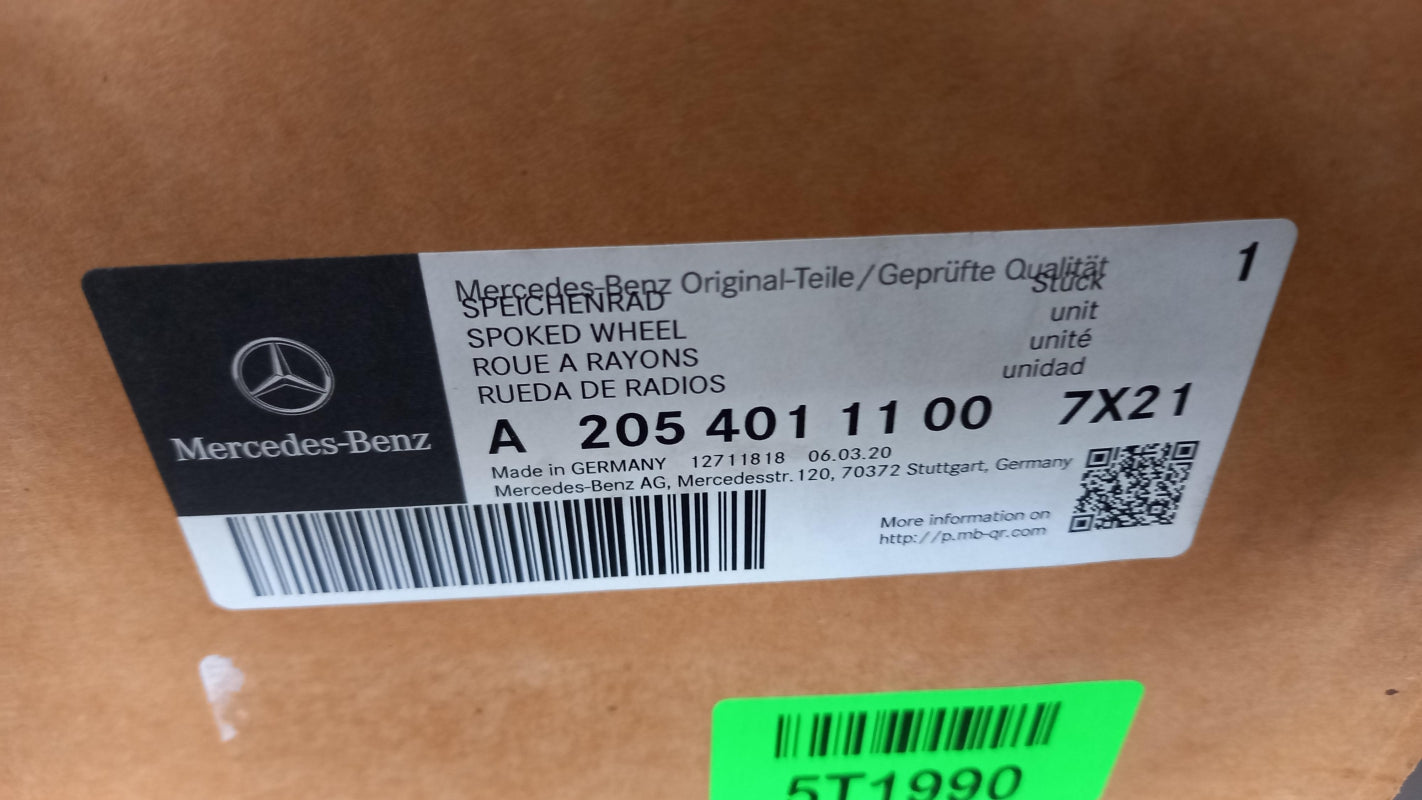 Mercedes-Benz
Mercedes-Benz Original-Teile/Geprüfte Qualität
1
SPEICHENRAD
Stück
SPOKED WHEEL
unit
ROUE A RAYONS
unité
RUEDA DE RADIOS
unidad
A 205 401 11 00 7X21
Made in GERMANY 12711818 06.03.20
Mercedes-Benz AG, Mercedesstr.120, 70372 Stuttgart, Germany
More information on
http://p.mb-qr.com
5T1990